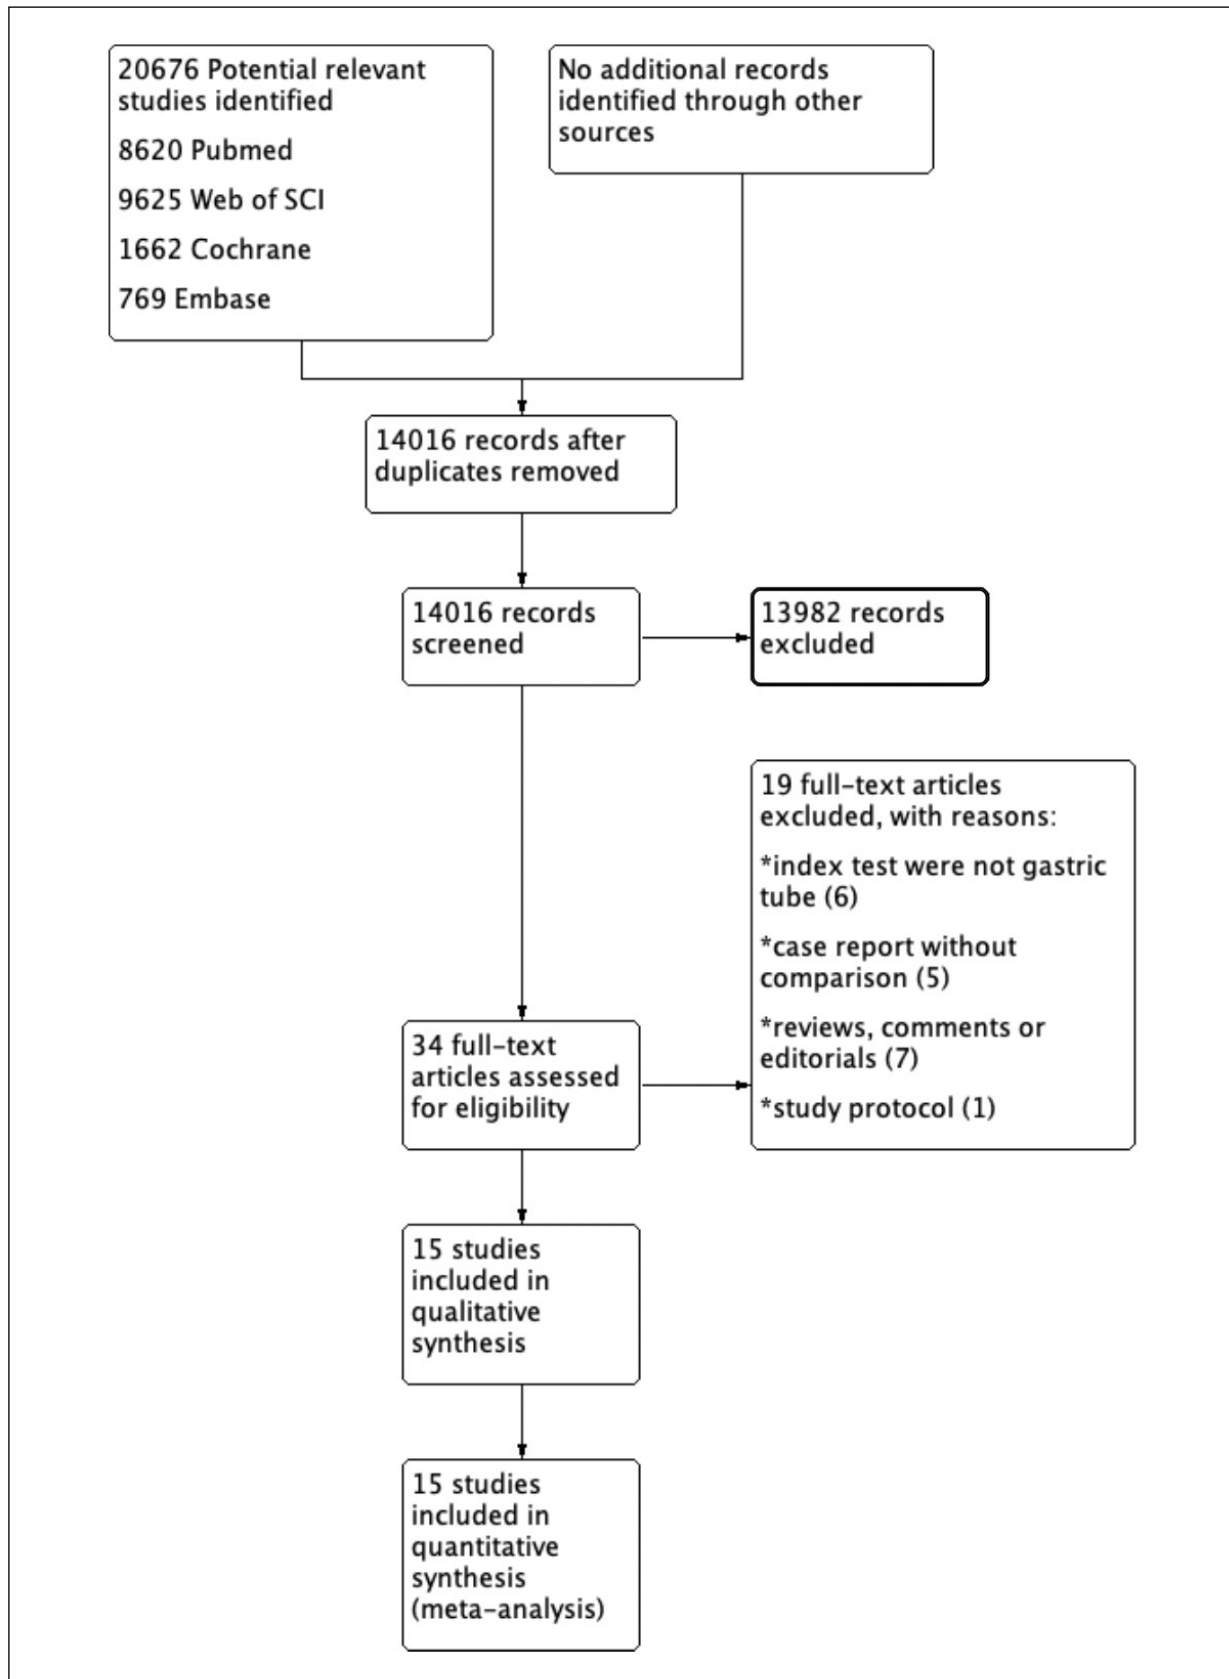 20676 Potential relevant
studies identified
8620 Pubmed
9625 Web of SCI
1662 Cochrane
769 Embase
No additional records
identified through other
sources
14016 records after
duplicates removed
14016 records
screened
13982 records
excluded
19 full-text articles
excluded, with reasons:
*index test were not gastric
tube (6)
*case report without
comparison (5)
*reviews, comments or
editorials (7)
*study protocol (1)
34 full-text
articles assessed
for eligibility
15 studies
included in
qualitative
synthesis
15 studies
included in
quantitative
synthesis
(meta-analysis)